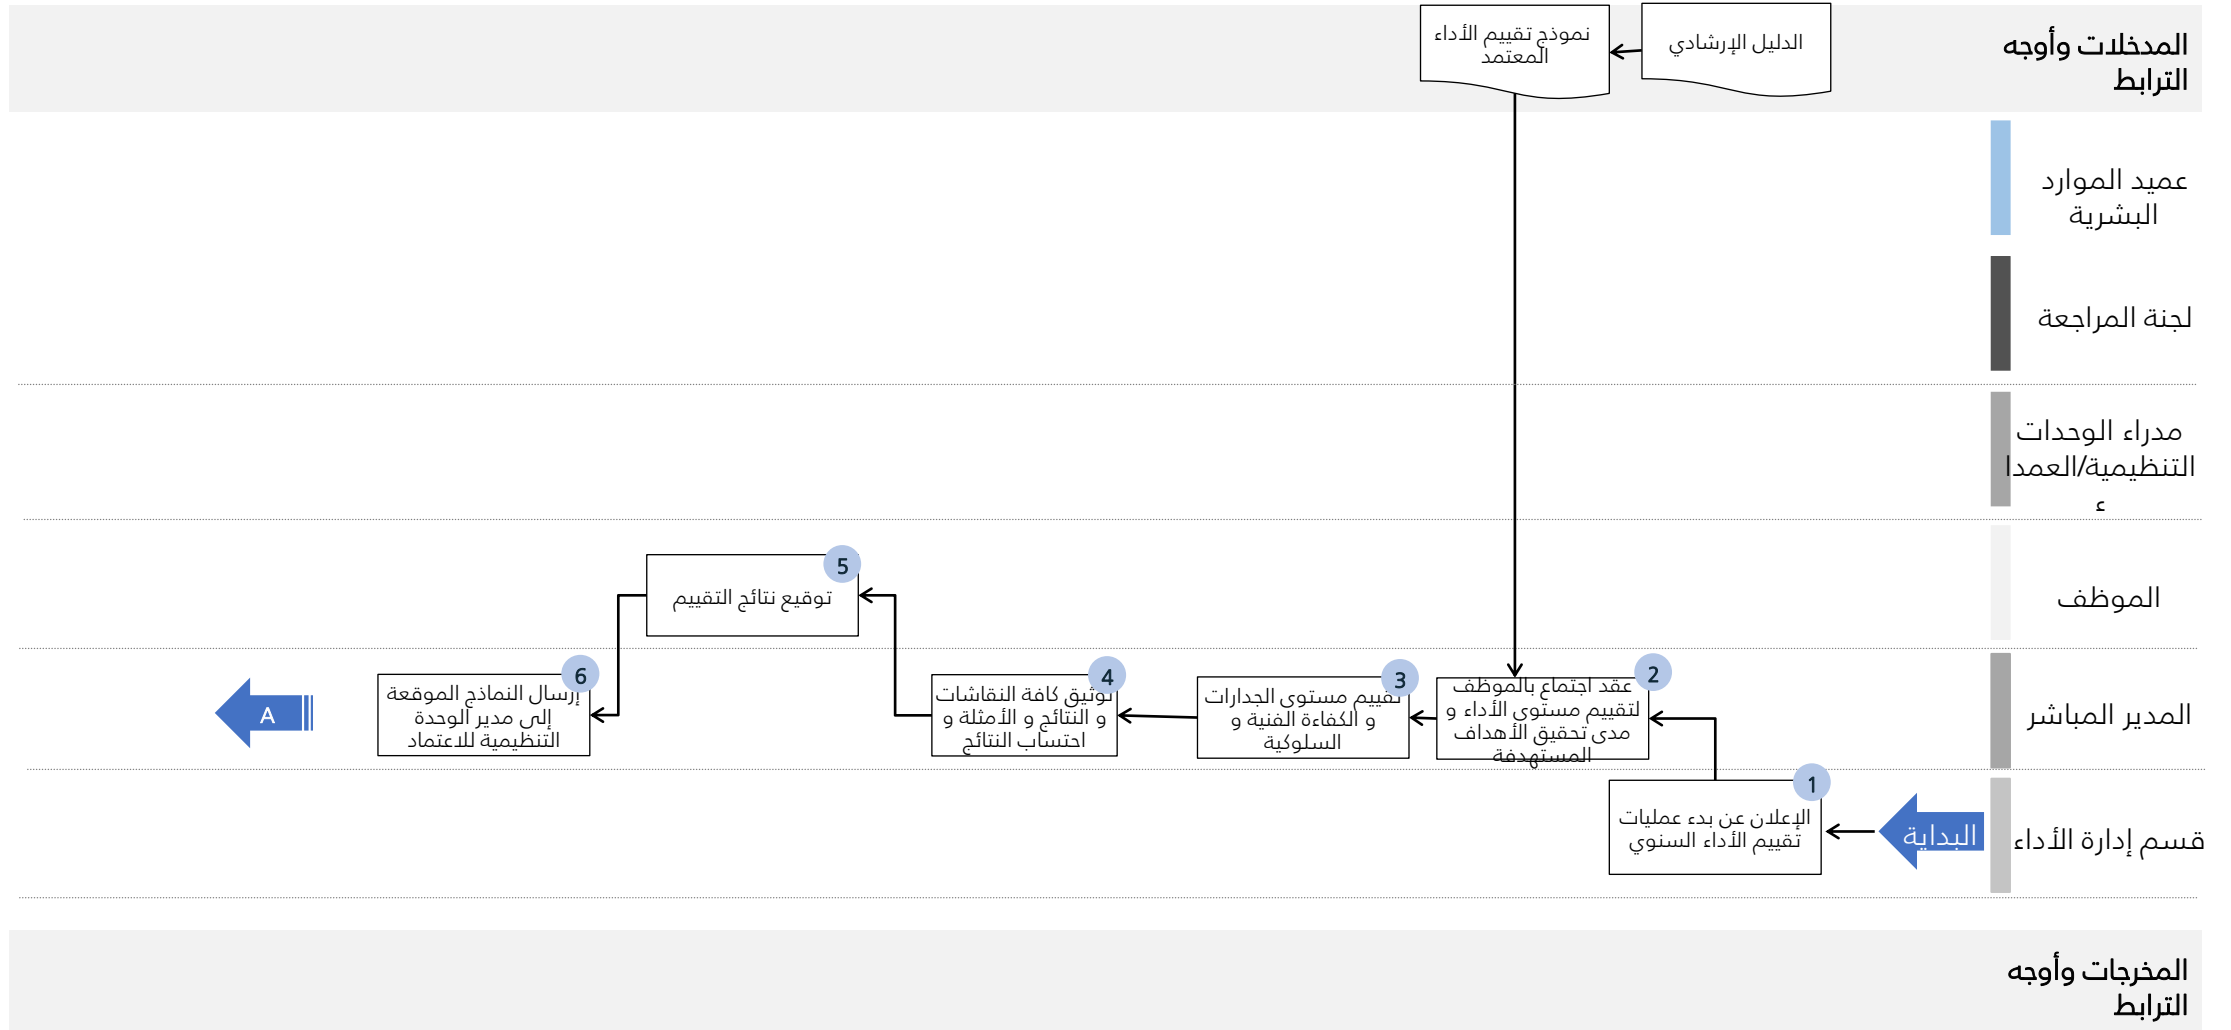 المدخلات وأوجه
الترابط
الدليل الإرشادي
نموذج تقييم الأداء
المعتمد
عميد الموارد
البشرية
لجنة المراجعة
مدراء الوحدات
التنظيمية/العمدا
ء
الموظف
5
توقيع نتائج التقييم
المدير المباشر
2
عقد اجتماع بالموظف
لتقييم مستوى الأداء و
مدى تحقيق الأهداف
المستهدفة
3
تقييم مستوى الجدارات
و الكفاءة الفنية و
السلوكية
4
توثيق كافة النقاشات
و النتائج و الأمثلة و
احتساب النتائج
6
إرسال النماذج الموقعة
إلى مدير الوحدة
التنظيمية للاعتماد
A
قسم إدارة الأداء
البداية
1
الإعلان عن بدء عمليات
تقييم الأداء السنوي
المخرجات وأوجه
الترابط